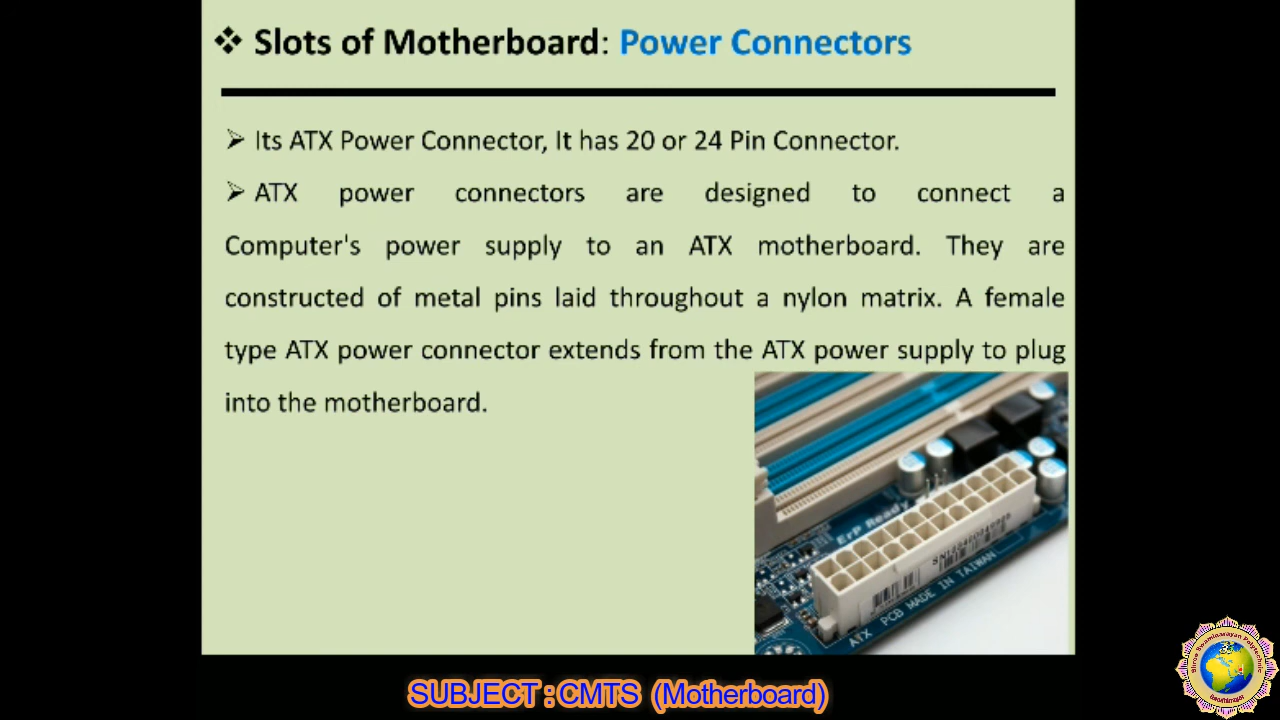 ❖ Slots of Motherboard: Power Connectors
➢ Its ATX Power Connector, It has 20 or 24 Pin Connector.
➢ ATX power connectors are designed to connect a
Computer's power supply to an ATX motherboard. They are
constructed of metal pins laid throughout a nylon matrix. A female
type ATX power connector extends from the ATX power supply to plug
into the motherboard.
ErP Ready
ATX PCB MADE IN TAIWAN
SUBJECT : CMTS (Motherboard)